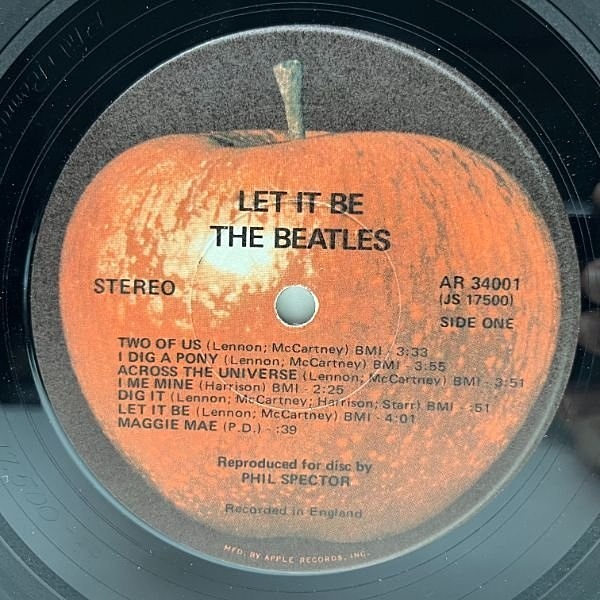 LET IT BE
THE BEATLES
STEREO
AR 34001
(JS 17500)
SIDE ONE
TWO OF US (Lennon; McCartney) BMI - 3:33
I DIG A PONY (Lennon; McCartney) BMI - 3:55
ACROSS THE UNIVERSE (Lennon; McCartney) BMI - 3:51
I ME MINE (Harrison) BMI - 2:25
DIG IT (Lennon; McCartney; Harrison; Starr) BMI - :51
LET IT BE (Lennon; McCartney) BMI - 4:01
MAGGIE MAE (P.D.) - :39
Reproduced for disc by
PHIL SPECTOR
Recorded in England
MFD. BY APPLE RECORDS, INC.